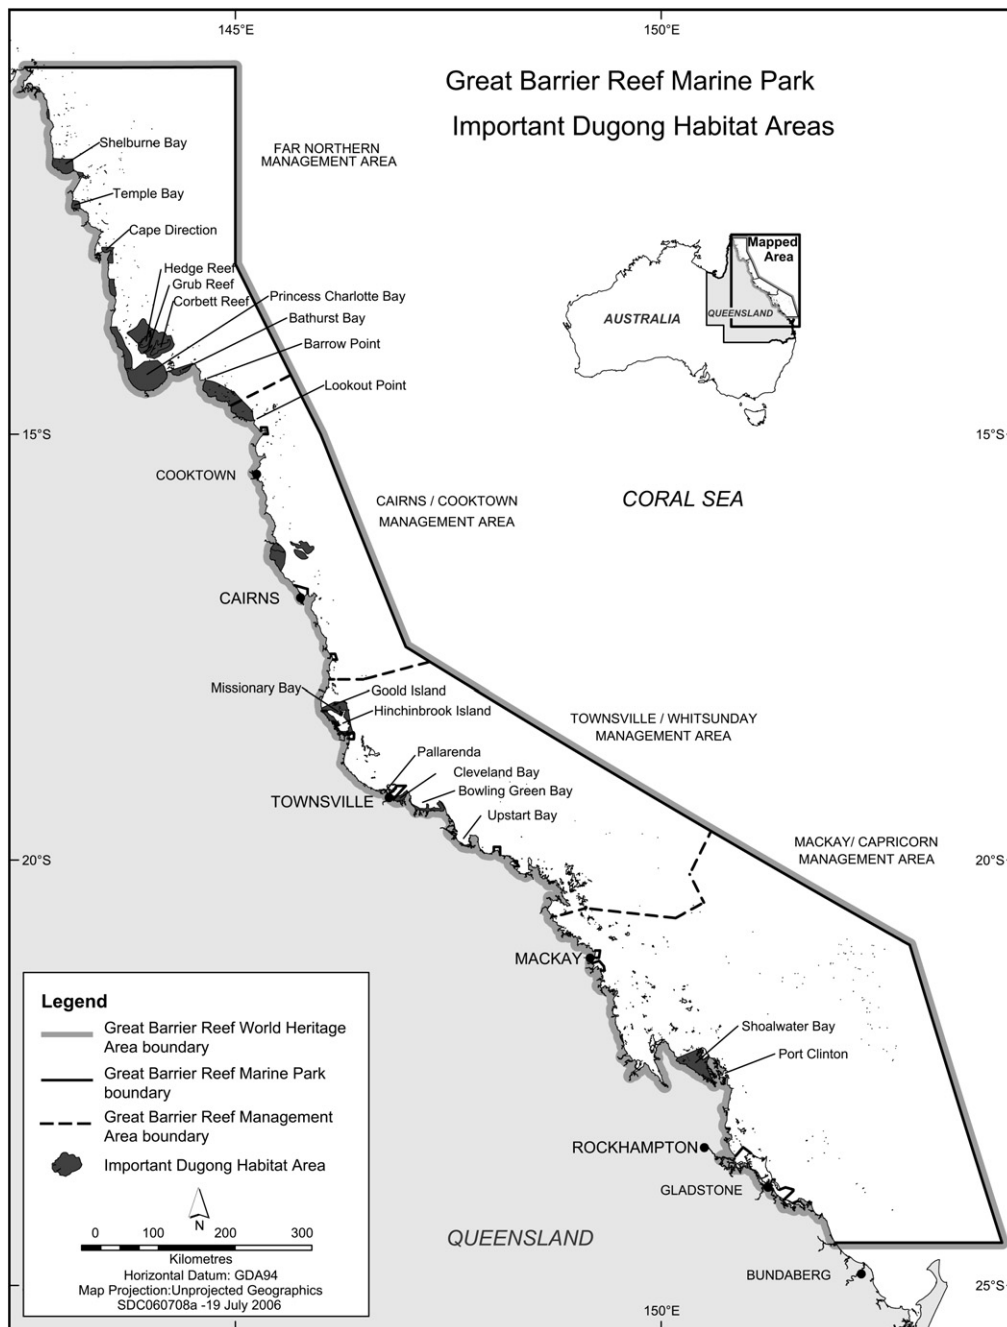 145°E
150°E
Great Barrier Reef Marine Park
Important Dugong Habitat Areas
Shelburne Bay
FAR NORTHERN
MANAGEMENT AREA
Temple Bay
Cape Direction
Hedge Reef
Grub Reef
Corbett Reef
Princess Charlotte Bay
Bathurst Bay
Barrow Point
Lookout Point
Mapped
Area
AUSTRALIA
QUEENSLAND
15°S
15°S
COOKTOWN
CAIRNS / COOKTOWN
MANAGEMENT AREA
CORAL SEA
CAIRNS
Missionary Bay
Goold Island
Hinchinbrook Island
TOWNSVILLE / WHITSUNDAY
MANAGEMENT AREA
Pallarenda
Cleveland Bay
Bowling Green Bay
TOWNSVILLE
Upstart Bay
MACKAY/ CAPRICORN
MANAGEMENT AREA
20°S
20°S
MACKAY
Shoalwater Bay
Port Clinton
ROCKHAMPTON
GLADSTONE
QUEENSLAND
BUNDABERG
25°S
150°E
Legend
Great Barrier Reef World Heritage
Area boundary
Great Barrier Reef Marine Park
boundary
Great Barrier Reef Management
Area boundary
Important Dugong Habitat Area
N
0 100 200 300
Kilometres
Horizontal Datum: GDA94
Map Projection:Unprojected Geographics
SDC060708a -19 July 2006